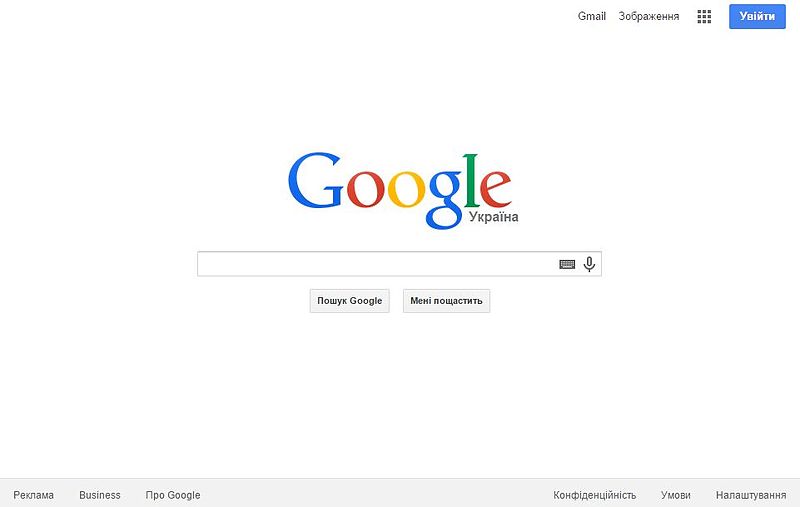 Gmail Зображення Увійти
Google
Україна
Пошук Google Мені пощастить
Реклама Business Про Google Конфіденційність Умови Налаштування